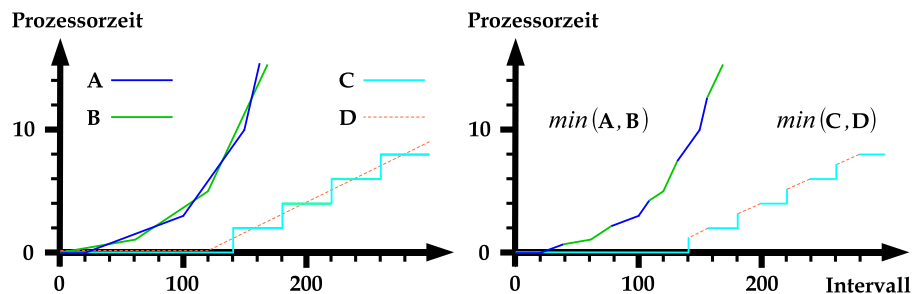 Prozessorzeit
A
B
C
D
10
0
0
100
200
Prozessorzeit
min(A, B)
min(C, D)
10
0
0
100
200
Intervall